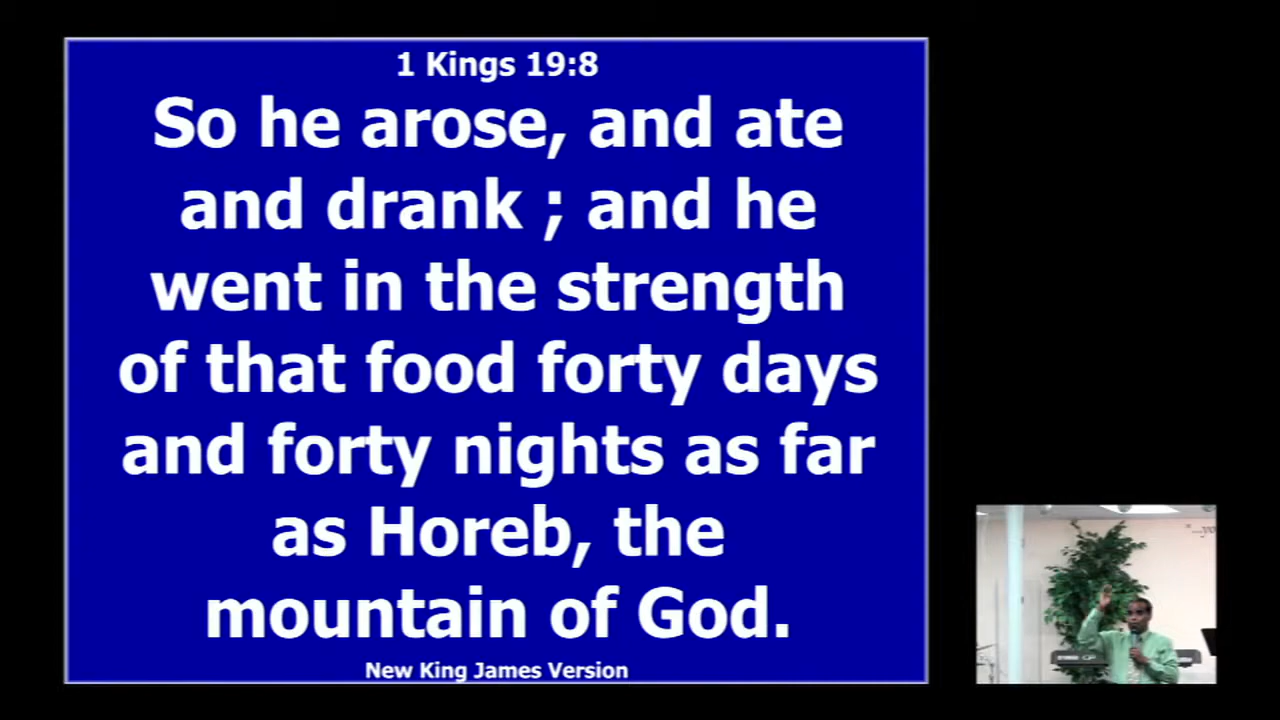 1 Kings 19:8
So he arose, and ate
and drank ; and he
went in the strength
of that food forty days
and forty nights as far
as Horeb, the
mountain of God.
New King James Version